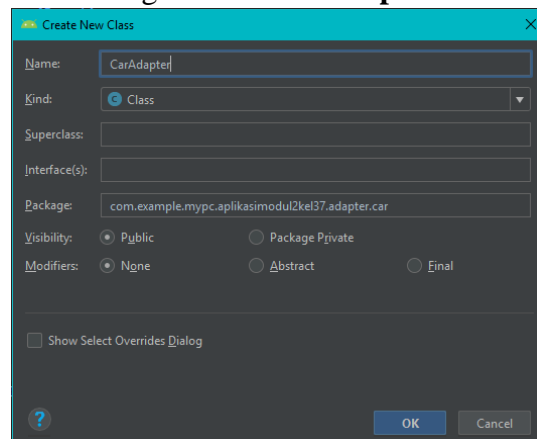 Create New Class
Name: CarAdapter
Kind: C Class
Superclass:
Interface(s):
Package: com.example.mypc.aplikasimodul2kel37.adapter.car
Visibility: Public Package Private
Modifiers: None Abstract Final
Show Select Overrides Dialog
? OK Cancel